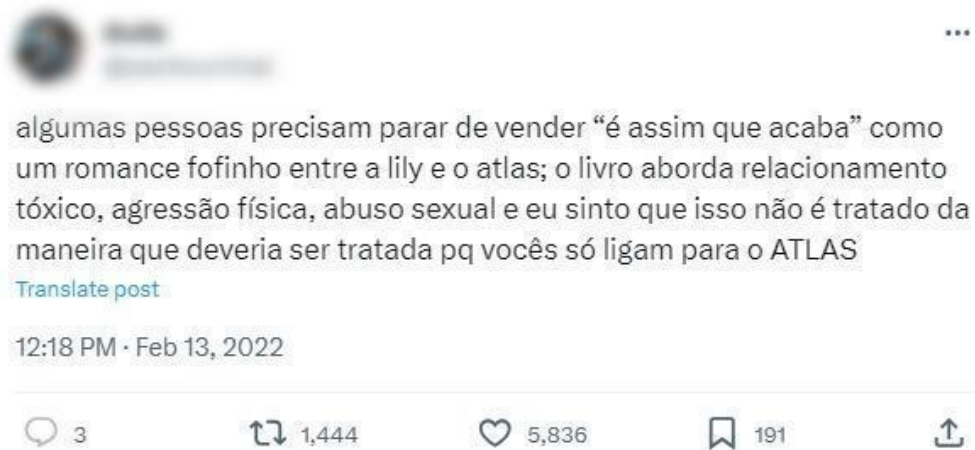 algumas pessoas precisam parar de vender “é assim que acaba” como
um romance fofinho entre a lily e o atlas; o livro aborda relacionamento
tóxico, agressão física, abuso sexual e eu sinto que isso não é tratado da
maneira que deveria ser tratada pq vocês só ligam para o ATLAS
Translate post
12:18 PM · Feb 13, 2022
3 1,444 5,836 191